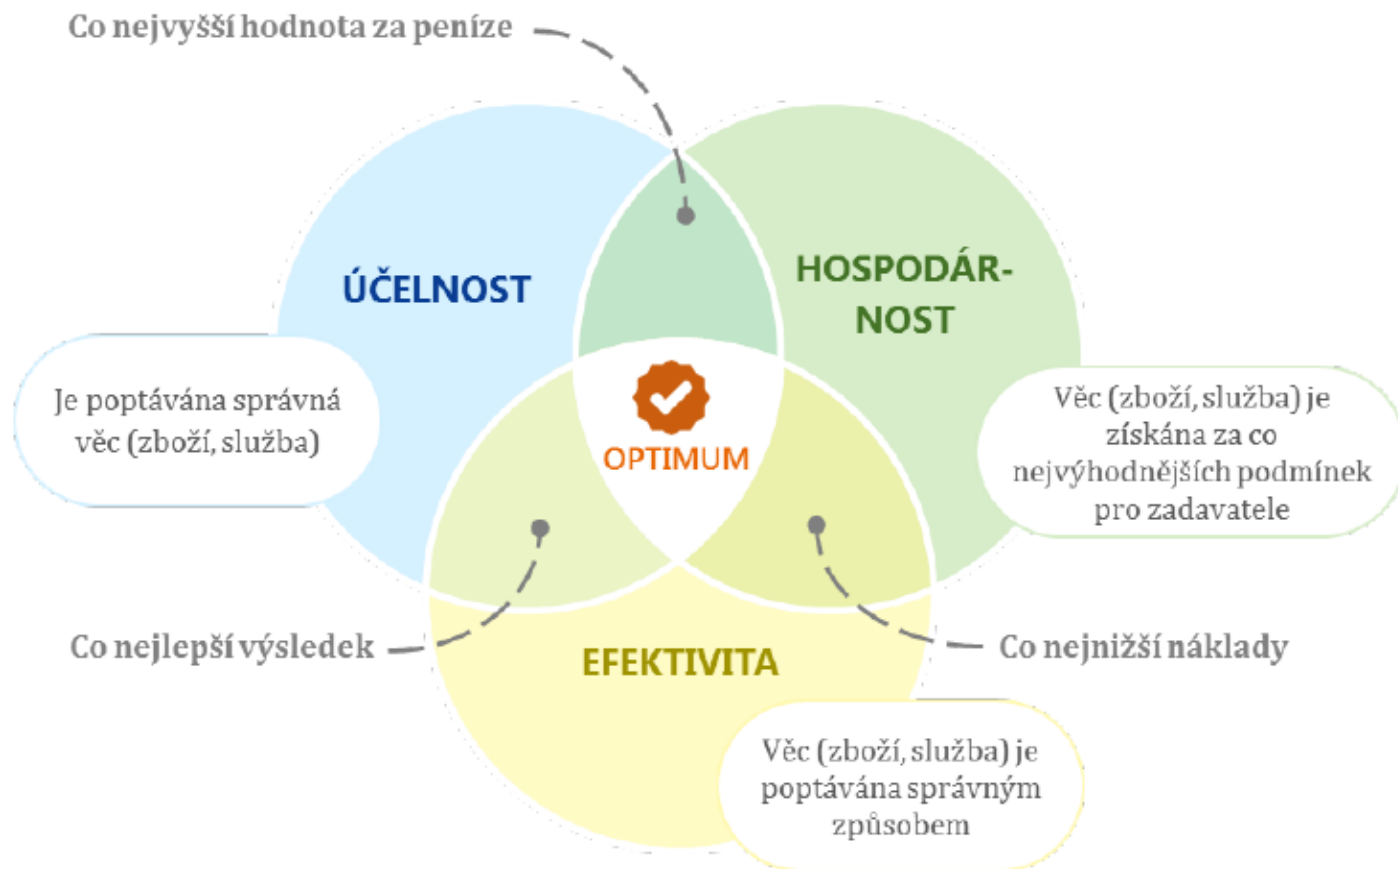 Co nejvyšší hodnota za peníze
ÚČELNOST
HOSPODÁR-
NOST
Je poptávána správná
věc (zboží, služba)
OPTIMUM
Věc (zboží, služba) je
získána za co
nejvýhodnějších podmínek
pro zadavatele
Co nejlepší výsledek
EFEKTIVITA
Co nejnižší náklady
Věc (zboží, služba) je
poptávána správným
způsobem